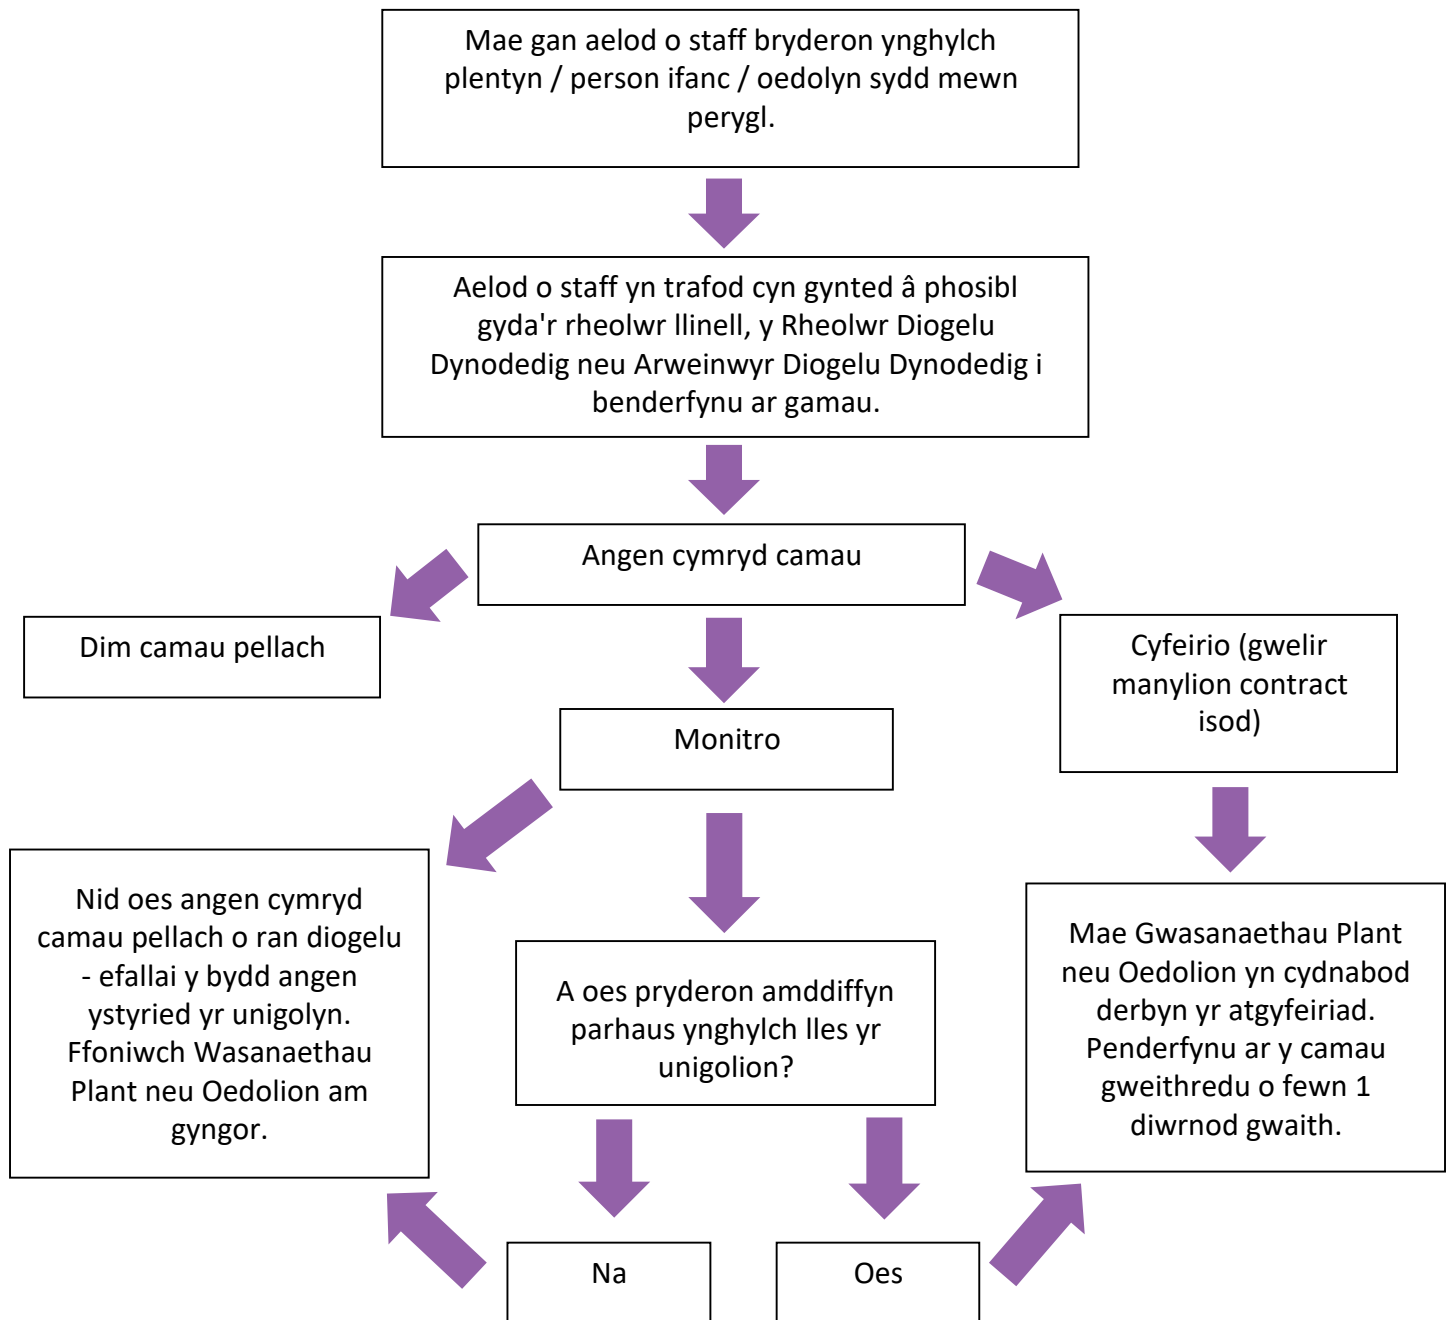 Mae gan aelod o staff bryderon ynghylch
plentyn / person ifanc / oedolyn sydd mewn
perygl.
Aelod o staff yn trafod cyn gynted â phosibl
gyda'r rheolwr llinell, y Rheolwr Diogelu
Dynodedig neu Arweinwyr Diogelu Dynodedig i
benderfynu ar gamau.
Angen cymryd camau
Dim camau pellach
Cyfeirio (gwelir
manylion contract
isod)
Monitro
Nid oes angen cymryd
camau pellach o ran diogelu
- efallai y bydd angen
ystyried yr unigolyn.
Ffoniwch Wasanaethau
Plant neu Oedolion am
gyngor.
A oes pryderon amddiffyn
parhaus ynghylch lles yr
unigolion?
Mae Gwasanaethau Plant
neu Oedolion yn cydnabod
derbyn yr atgyfeiriad.
Penderfynu ar y camau
gweithredu o fewn 1
diwrnod gwaith.
Na
Oes